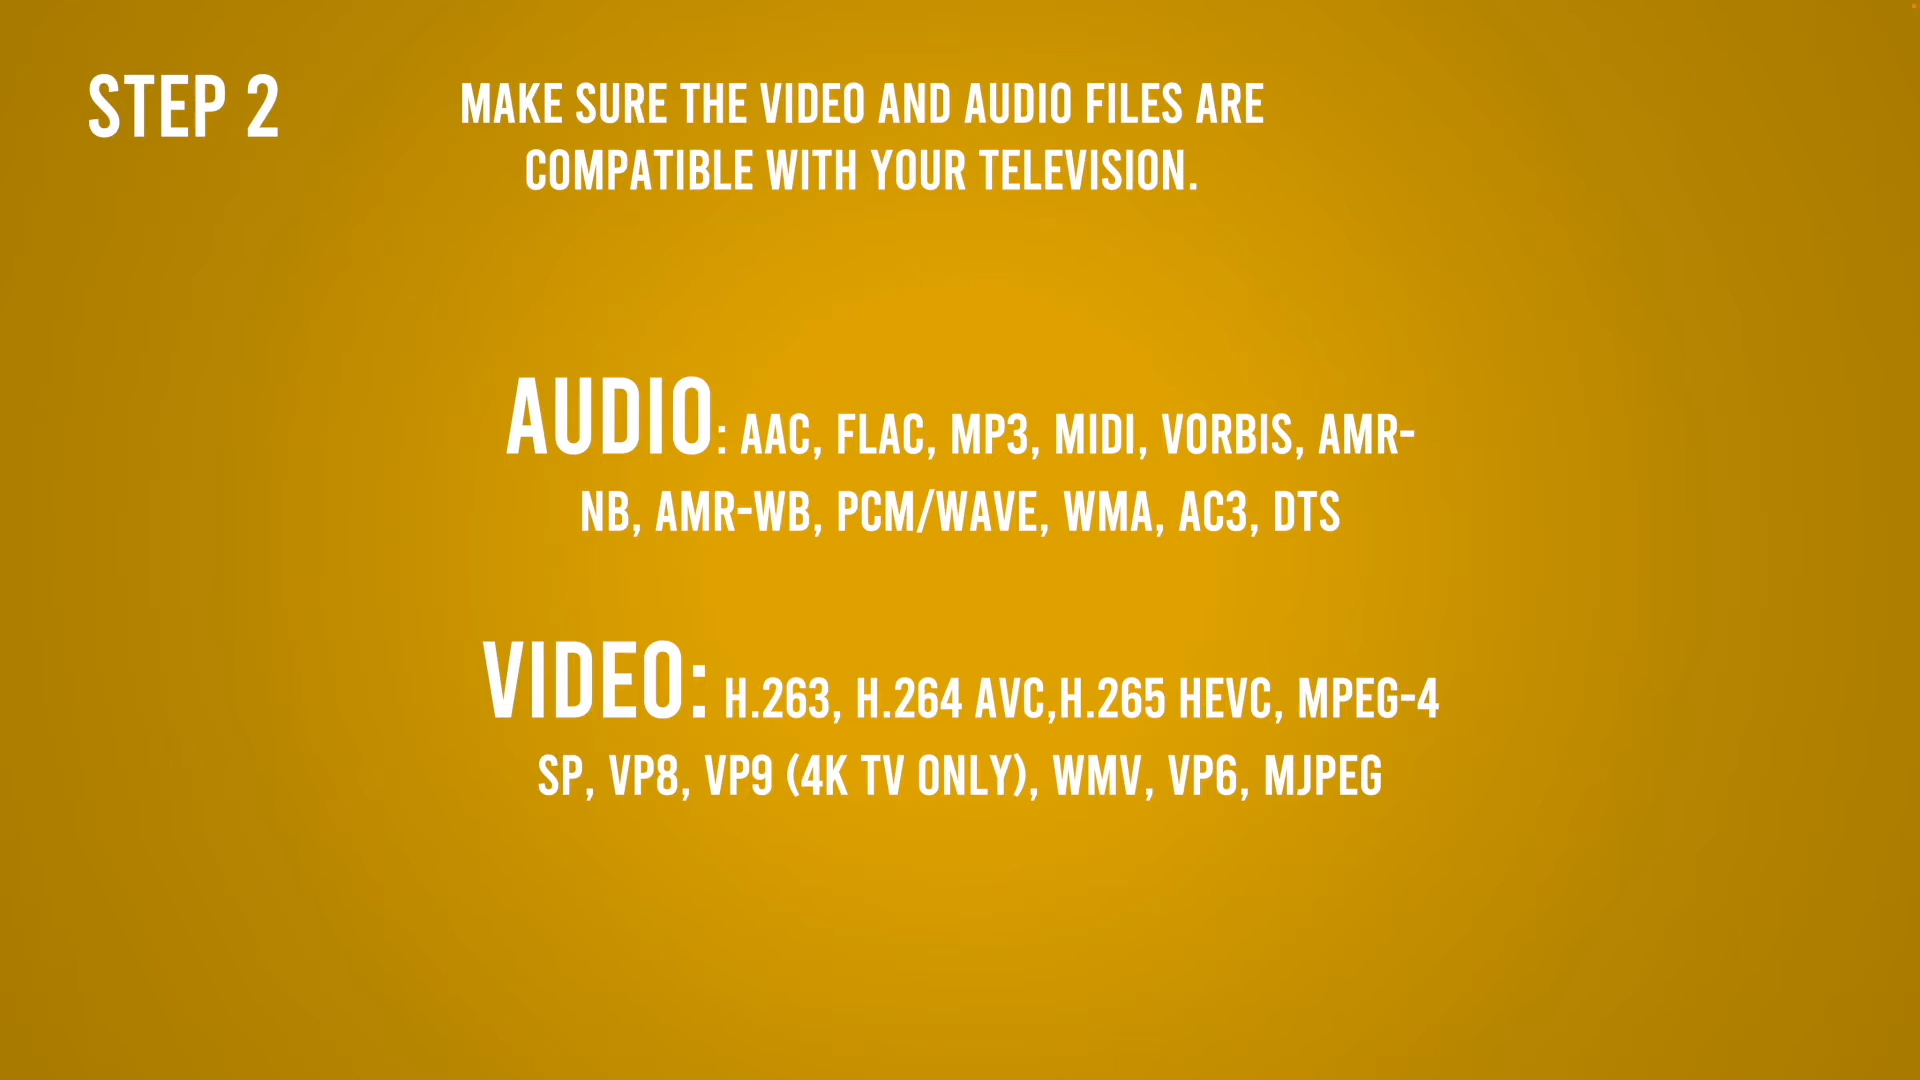 STEP 2
MAKE SURE THE VIDEO AND AUDIO FILES ARE
COMPATIBLE WITH YOUR TELEVISION.
AUDIO: AAC, FLAC, MP3, MIDI, VORBIS, AMR-
NB, AMR-WB, PCM/WAVE, WMA, AC3, DTS
VIDEO: H.263, H.264 AVC,H.265 HEVC, MPEG-4
SP, VP8, VP9 (4K TV ONLY), WMV, VP6, MJPEG